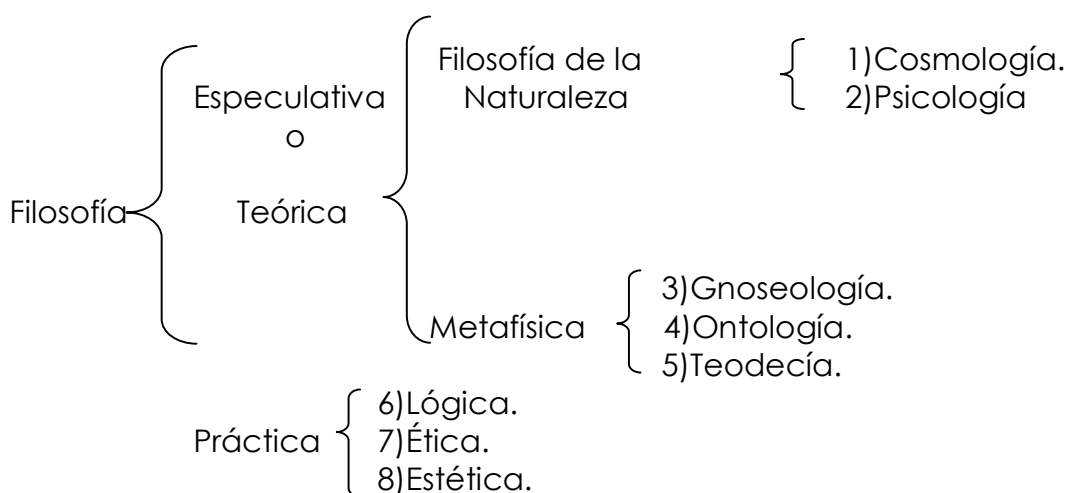 Filosofía
Especulativa
o
Teórica
Filosofía de la
Naturaleza
1)Cosmología.
2)Psicología
Metafísica
3)Gnoseología.
4)Ontología.
5)Teodecía.
Práctica
6)Lógica.
7)Ética.
8)Estética.